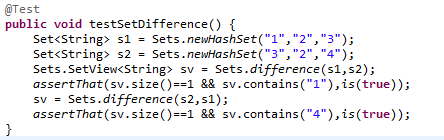 @Test
public void testSetDifference() {
Set<String> s1 = Sets.newHashSet("1","2","3");
Set<String> s2 = Sets.newHashSet("3","2","4");
Sets.SetView<String> sv = Sets.difference(s1,s2);
assertThat(sv.size()==1 && sv.contains("1"),is(true));
sv = Sets.difference(s2,s1);
assertThat(sv.size()==1 && sv.contains("4"),is(true));
}